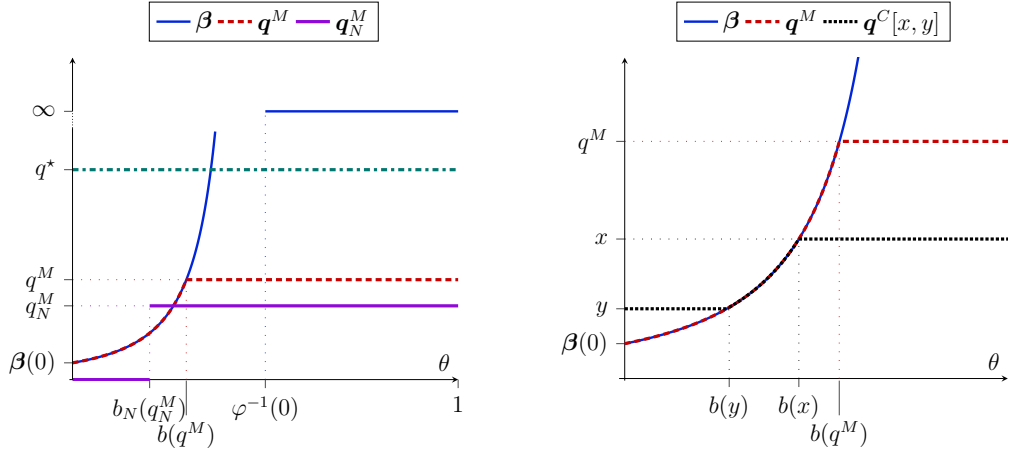 β q^M q_N^M
∞
q^⋆
q^M
q_N^M
β(0)
θ
b_N(q_N^M) φ^{-1}(0) 1
b(q^M)
β q^M q^C[x, y]
q^M
x
y
β(0)
θ
b(y) b(x)
b(q^M)